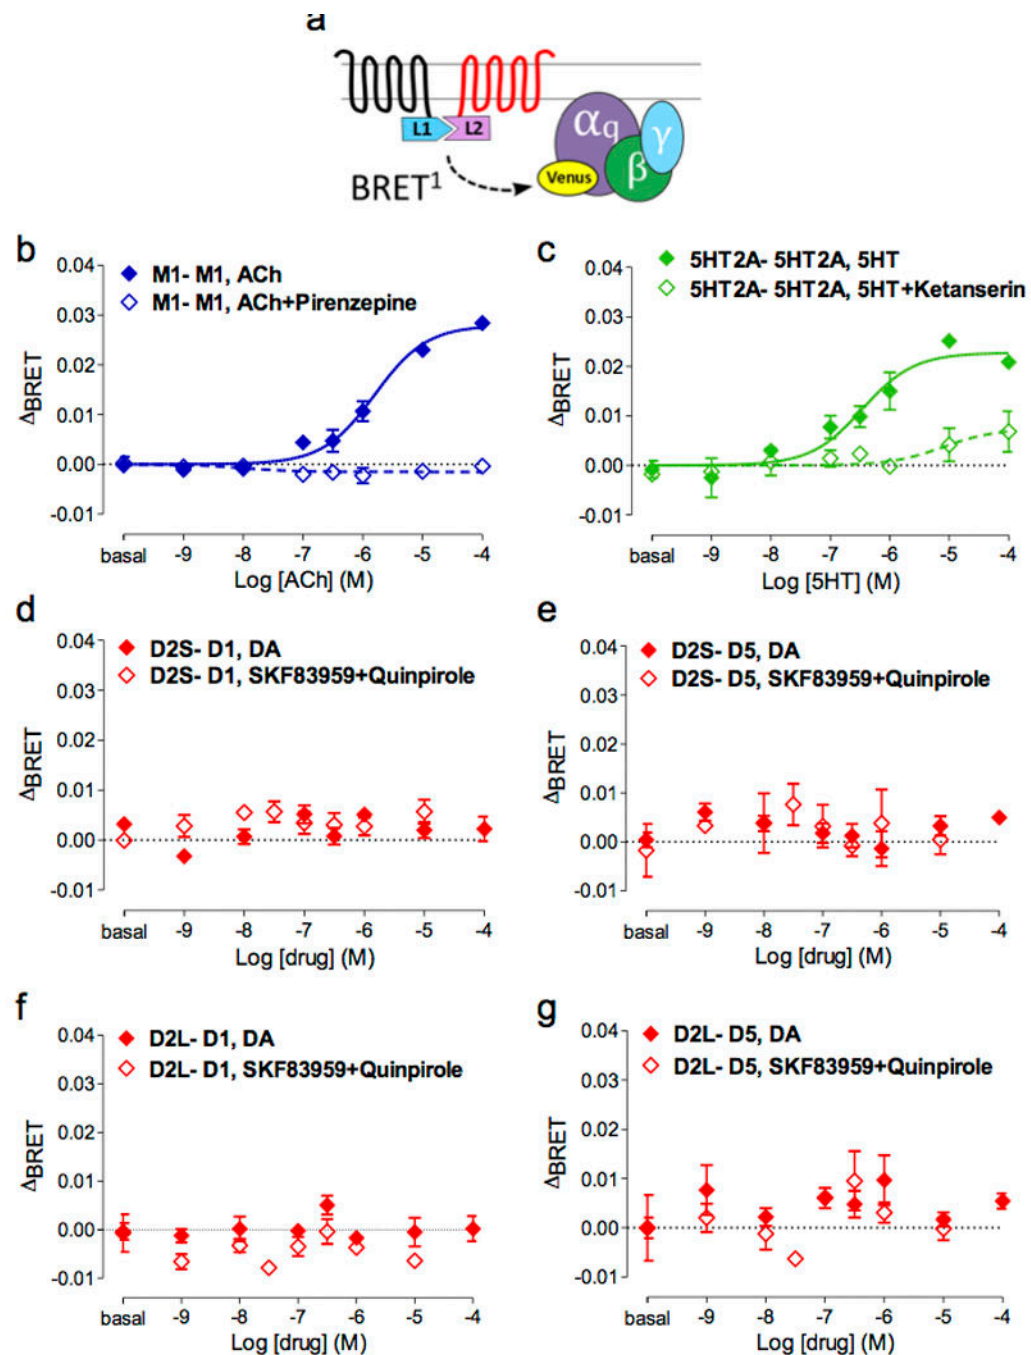 a
L1 L2
αq
β
γ
Venus
BRET1
b
M1- M1, ACh
M1- M1, ACh+Pirenzepine
ΔBRET
0.04
0.03
0.02
0.01
0.00
-0.01
basal -9 -8 -7 -6 -5 -4
Log [ACh] (M)
c
5HT2A- 5HT2A, 5HT
5HT2A- 5HT2A, 5HT+Ketanserin
ΔBRET
0.04
0.03
0.02
0.01
0.00
-0.01
basal -9 -8 -7 -6 -5 -4
Log [5HT] (M)
d
D2S- D1, DA
D2S- D1, SKF83959+Quinpirole
ΔBRET
0.04
0.03
0.02
0.01
0.00
-0.01
basal -9 -8 -7 -6 -5 -4
Log [drug] (M)
e
D2S- D5, DA
D2S- D5, SKF83959+Quinpirole
ΔBRET
0.04
0.03
0.02
0.01
0.00
-0.01
basal -9 -8 -7 -6 -5 -4
Log [drug] (M)
f
D2L- D1, DA
D2L- D1, SKF83959+Quinpirole
ΔBRET
0.04
0.03
0.02
0.01
0.00
-0.01
basal -9 -8 -7 -6 -5 -4
Log [drug] (M)
g
D2L- D5, DA
D2L- D5, SKF83959+Quinpirole
ΔBRET
0.04
0.03
0.02
0.01
0.00
-0.01
basal -9 -8 -7 -6 -5 -4
Log [drug] (M)